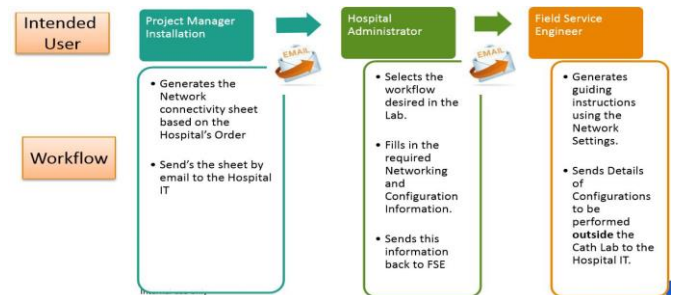 Intended
User
Project Manager
Installation
EMAIL
Hospital
Administrator
EMAIL
Field Service
Engineer
Workflow
• Generates the
Network
connectivity sheet
based on the
Hospital's Order
• Send's the sheet by
email to the Hospital
IT
• Selects the
workflow
desired in the
Lab.
• Fills in the
required
Networking
and
Configuration
Information.
• Sends this
information
back to FSE
• Generates
guiding
instructions
using the
Network
Settings.
• Sends Details
of
Configurations
to be
performed
outside the
Cath Lab to the
Hospital IT.